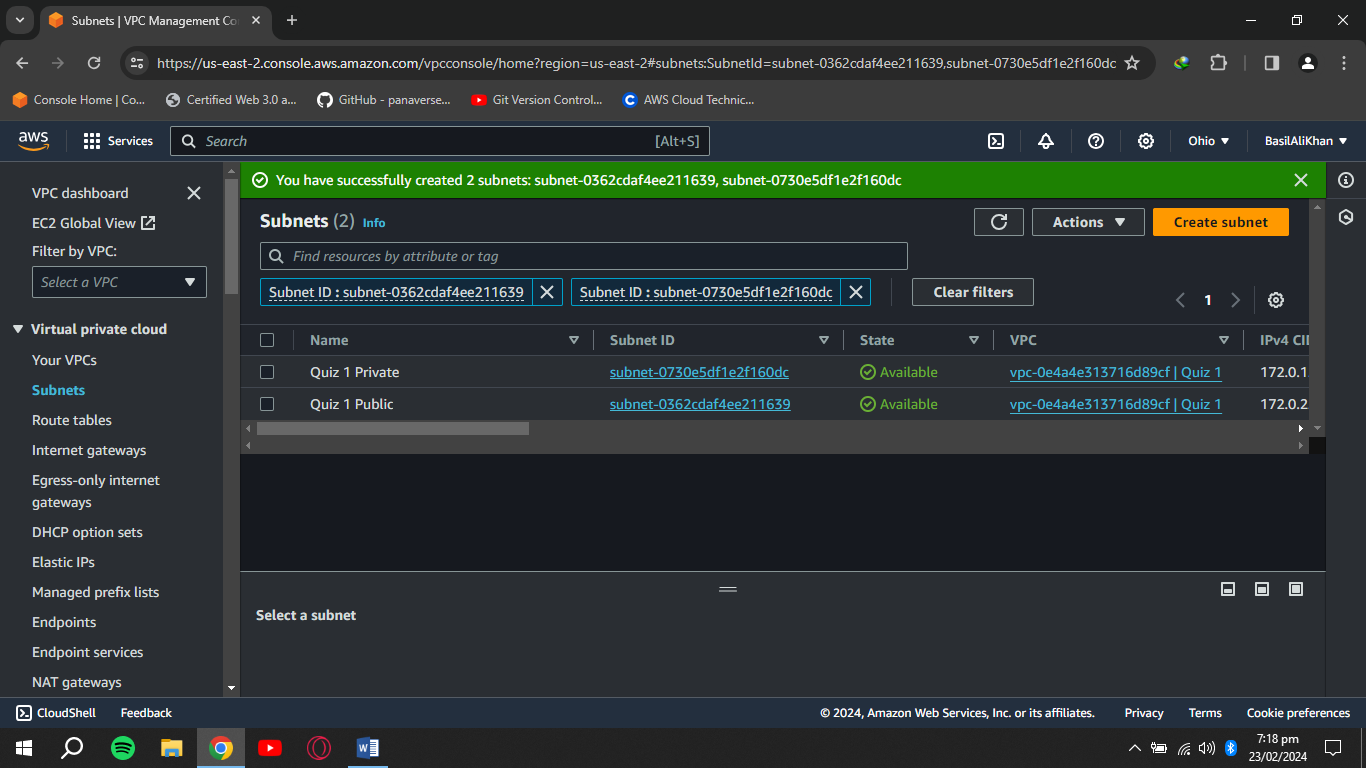 Subnets | VPC Management Co
https://us-east-2.console.aws.amazon.com/vpcconsole/home?region=us-east-2#subnets:SubnetId=subnet-0362cdaf4ee211639,subnet-0730e5df1e2f160dc
Console Home | Co... Certified Web 3.0 a... GitHub - panaverse... Git Version Control... AWS Cloud Technic...
aws Services Search [Alt+S] Ohio BasilAliKhan
You have successfully created 2 subnets: subnet-0362cdaf4ee211639, subnet-0730e5df1e2f160dc
VPC dashboard
EC2 Global View
Filter by VPC:
Select a VPC
Virtual private cloud
Your VPCs
Subnets
Route tables
Internet gateways
Egress-only internet
gateways
DHCP option sets
Elastic IPs
Managed prefix lists
Endpoints
Endpoint services
NAT gateways
Subnets (2) Info Actions Create subnet
Find resources by attribute or tag
Subnet ID : subnet-0362cdaf4ee211639 Subnet ID : subnet-0730e5df1e2f160dc Clear filters 1
Name Subnet ID State VPC IPv4 CI
Quiz 1 Private subnet-0730e5df1e2f160dc Available vpc-0e4a4e313716d89cf | Quiz 1 172.0.1.
Quiz 1 Public subnet-0362cdaf4ee211639 Available vpc-0e4a4e313716d89cf | Quiz 1 172.0.2
Select a subnet
CloudShell Feedback © 2024, Amazon Web Services, Inc. or its affiliates. Privacy Terms Cookie preferences
7:18 pm
23/02/2024